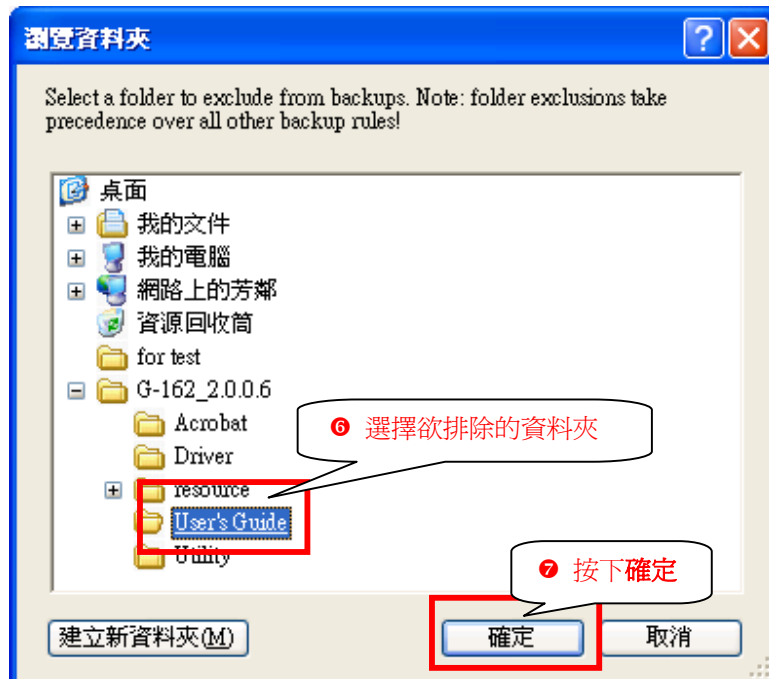 瀏覽資料夾
Select a folder to exclude from backups. Note: folder exclusions take
precedence over all other backup rules!
桌面
我的文件
我的電腦
網路上的芳鄰
資源回收筒
for test
G-162_2.0.0.6
Acrobat
❻ 選擇欲排除的資料夾
Driver
resource
User's Guide
Utility
❼ 按下確定
建立新資料夾(M)
確定
取消